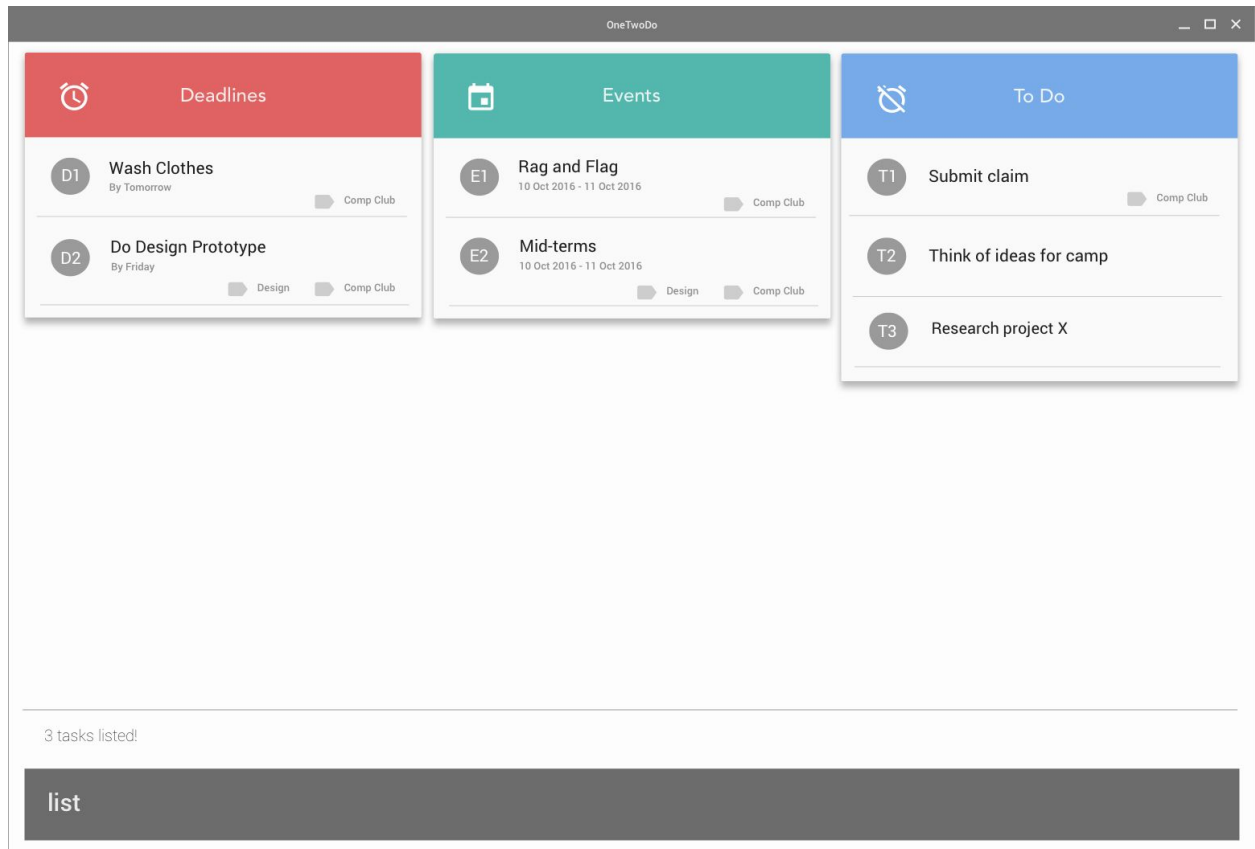 OneTwoDo
Deadlines
D1
Wash Clothes
By Tomorrow
Comp Club
D2
Do Design Prototype
By Friday
Design Comp Club
Events
E1
Rag and Flag
10 Oct 2016 - 11 Oct 2016
Comp Club
E2
Mid-terms
10 Oct 2016 - 11 Oct 2016
Design Comp Club
To Do
T1
Submit claim
Comp Club
T2
Think of ideas for camp
T3
Research project X
3 tasks listed!
list